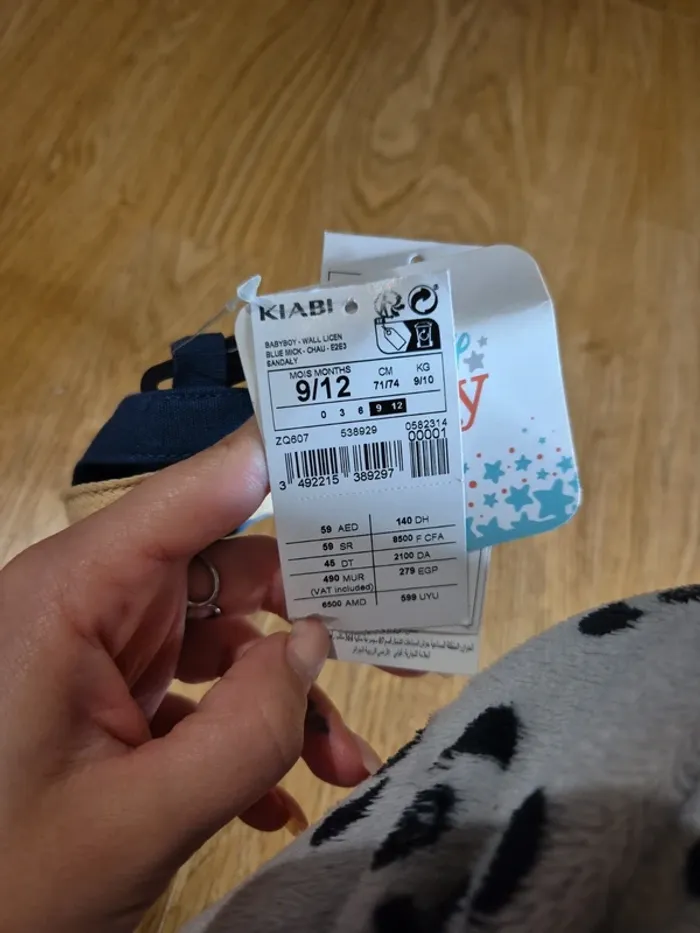 KIABI
BABYBOY - WALL LICEN
BLUE MICK - CHAU - E2E3
SANDALY
MOIS MONTHS CM KG
9/12 71/74 9/10
0 3 6 9 12
ZQ607 538929 0582314
00001
3 492215 389297
59 AED 140 DH
59 SR 8500 F CFA
45 DT 2100 DA
490 MUR 279 EGP
(VAT included)
6500 AMD 599 UYU